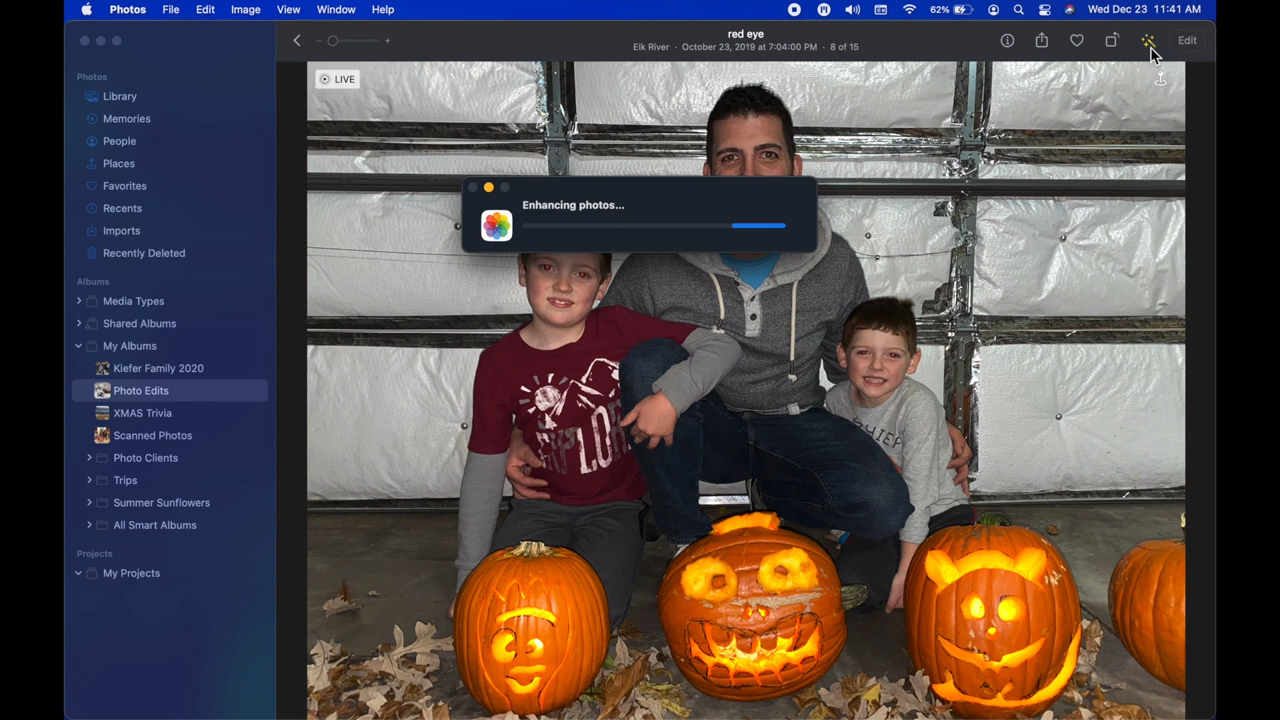 Photos File Edit Image View Window Help 62% Wed Dec 23 11:41 AM
red eye
Elk River · October 23, 2019 at 7:04:00 PM · 8 of 15
Edit
LIVE
Photos
Library
Memories
People
Places
Favorites
Recents
Imports
Recently Deleted
Albums
Media Types
Shared Albums
My Albums
Kiefer Family 2020
Photo Edits
XMAS Trivia
Scanned Photos
Photo Clients
Trips
Summer Sunflowers
All Smart Albums
Projects
My Projects
Enhancing photos...